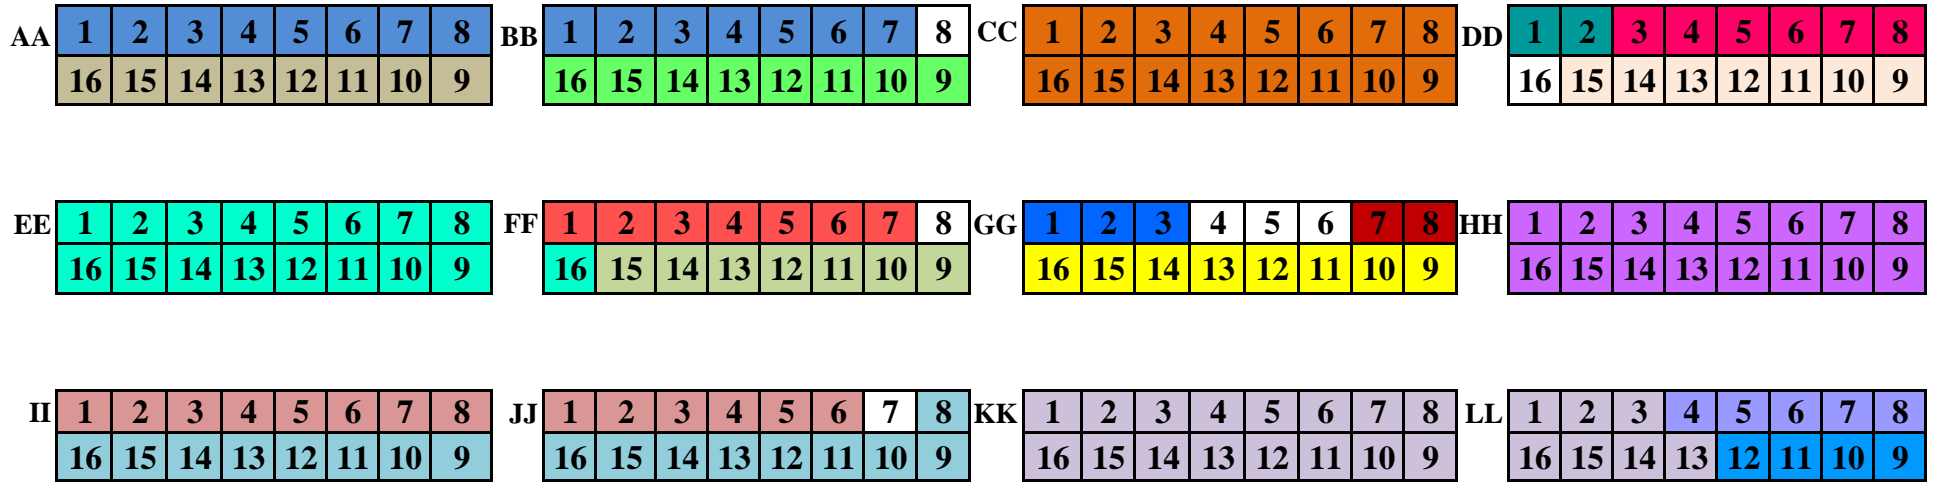 AA 1 2 3 4 5 6 7 8 BB 1 2 3 4 5 6 7 8 CC 1 2 3 4 5 6 7 8 DD 1 2 3 4 5 6 7 8
16 15 14 13 12 11 10 9 16 15 14 13 12 11 10 9 16 15 14 13 12 11 10 9 16 15 14 13 12 11 10 9
EE 1 2 3 4 5 6 7 8 FF 1 2 3 4 5 6 7 8 GG 1 2 3 4 5 6 7 8 HH 1 2 3 4 5 6 7 8
16 15 14 13 12 11 10 9 16 15 14 13 12 11 10 9 16 15 14 13 12 11 10 9 16 15 14 13 12 11 10 9
II 1 2 3 4 5 6 7 8 JJ 1 2 3 4 5 6 7 8 KK 1 2 3 4 5 6 7 8 LL 1 2 3 4 5 6 7 8
16 15 14 13 12 11 10 9 16 15 14 13 12 11 10 9 16 15 14 13 12 11 10 9 16 15 14 13 12 11 10 9